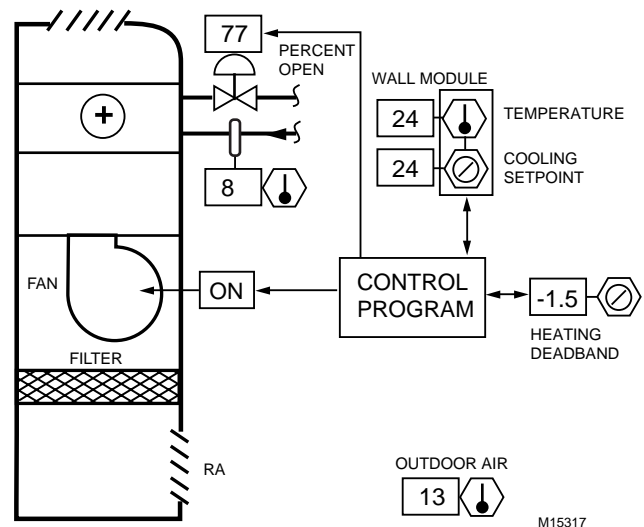 77
PERCENT
OPEN
WALL MODULE
24
TEMPERATURE
+
24
COOLING
SETPOINT
8
FAN
ON
CONTROL
PROGRAM
-1.5
HEATING
DEADBAND
FILTER
RA
OUTDOOR AIR
13
M15317